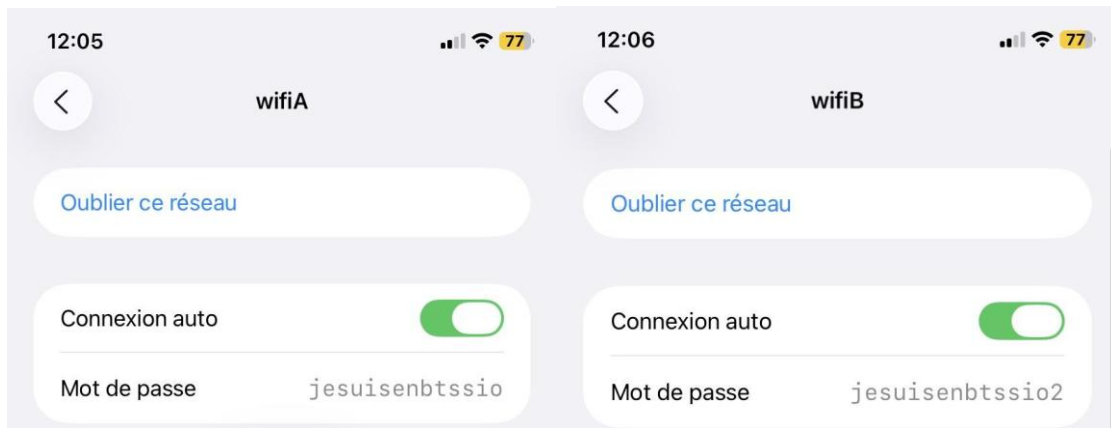 12:05
77
wifiA
Oublier ce réseau
Connexion auto
Mot de passe jesuisenbtssio
12:06
77
wifiB
Oublier ce réseau
Connexion auto
Mot de passe jesuisenbtssio2